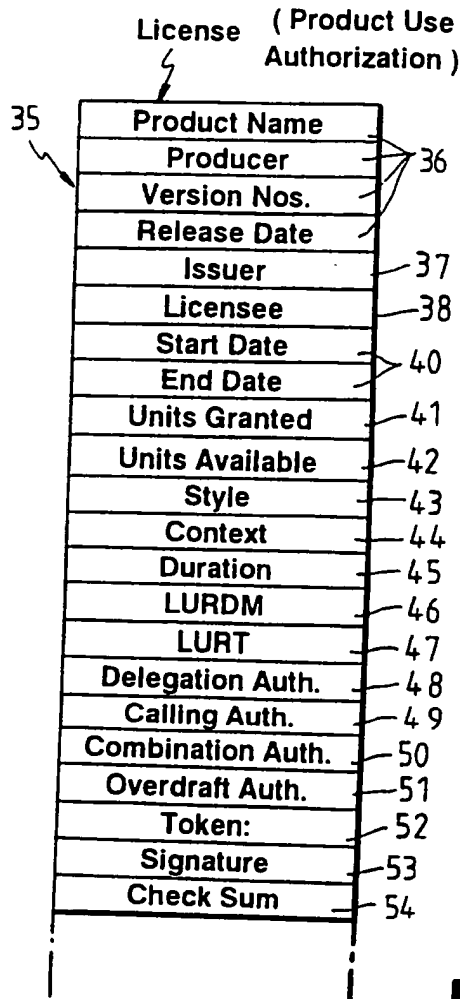 License ( Product Use
Authorization )
35
Product Name
Producer 36
Version Nos.
Release Date
Issuer 37
Licensee 38
Start Date
40
End Date
Units Granted 41
Units Available 42
Style 43
Context 44
Duration 45
LURDM 46
LURT 47
Delegation Auth. 48
Calling Auth. 49
Combination Auth. 50
Overdraft Auth. 51
Token: 52
Signature 53
Check Sum 54